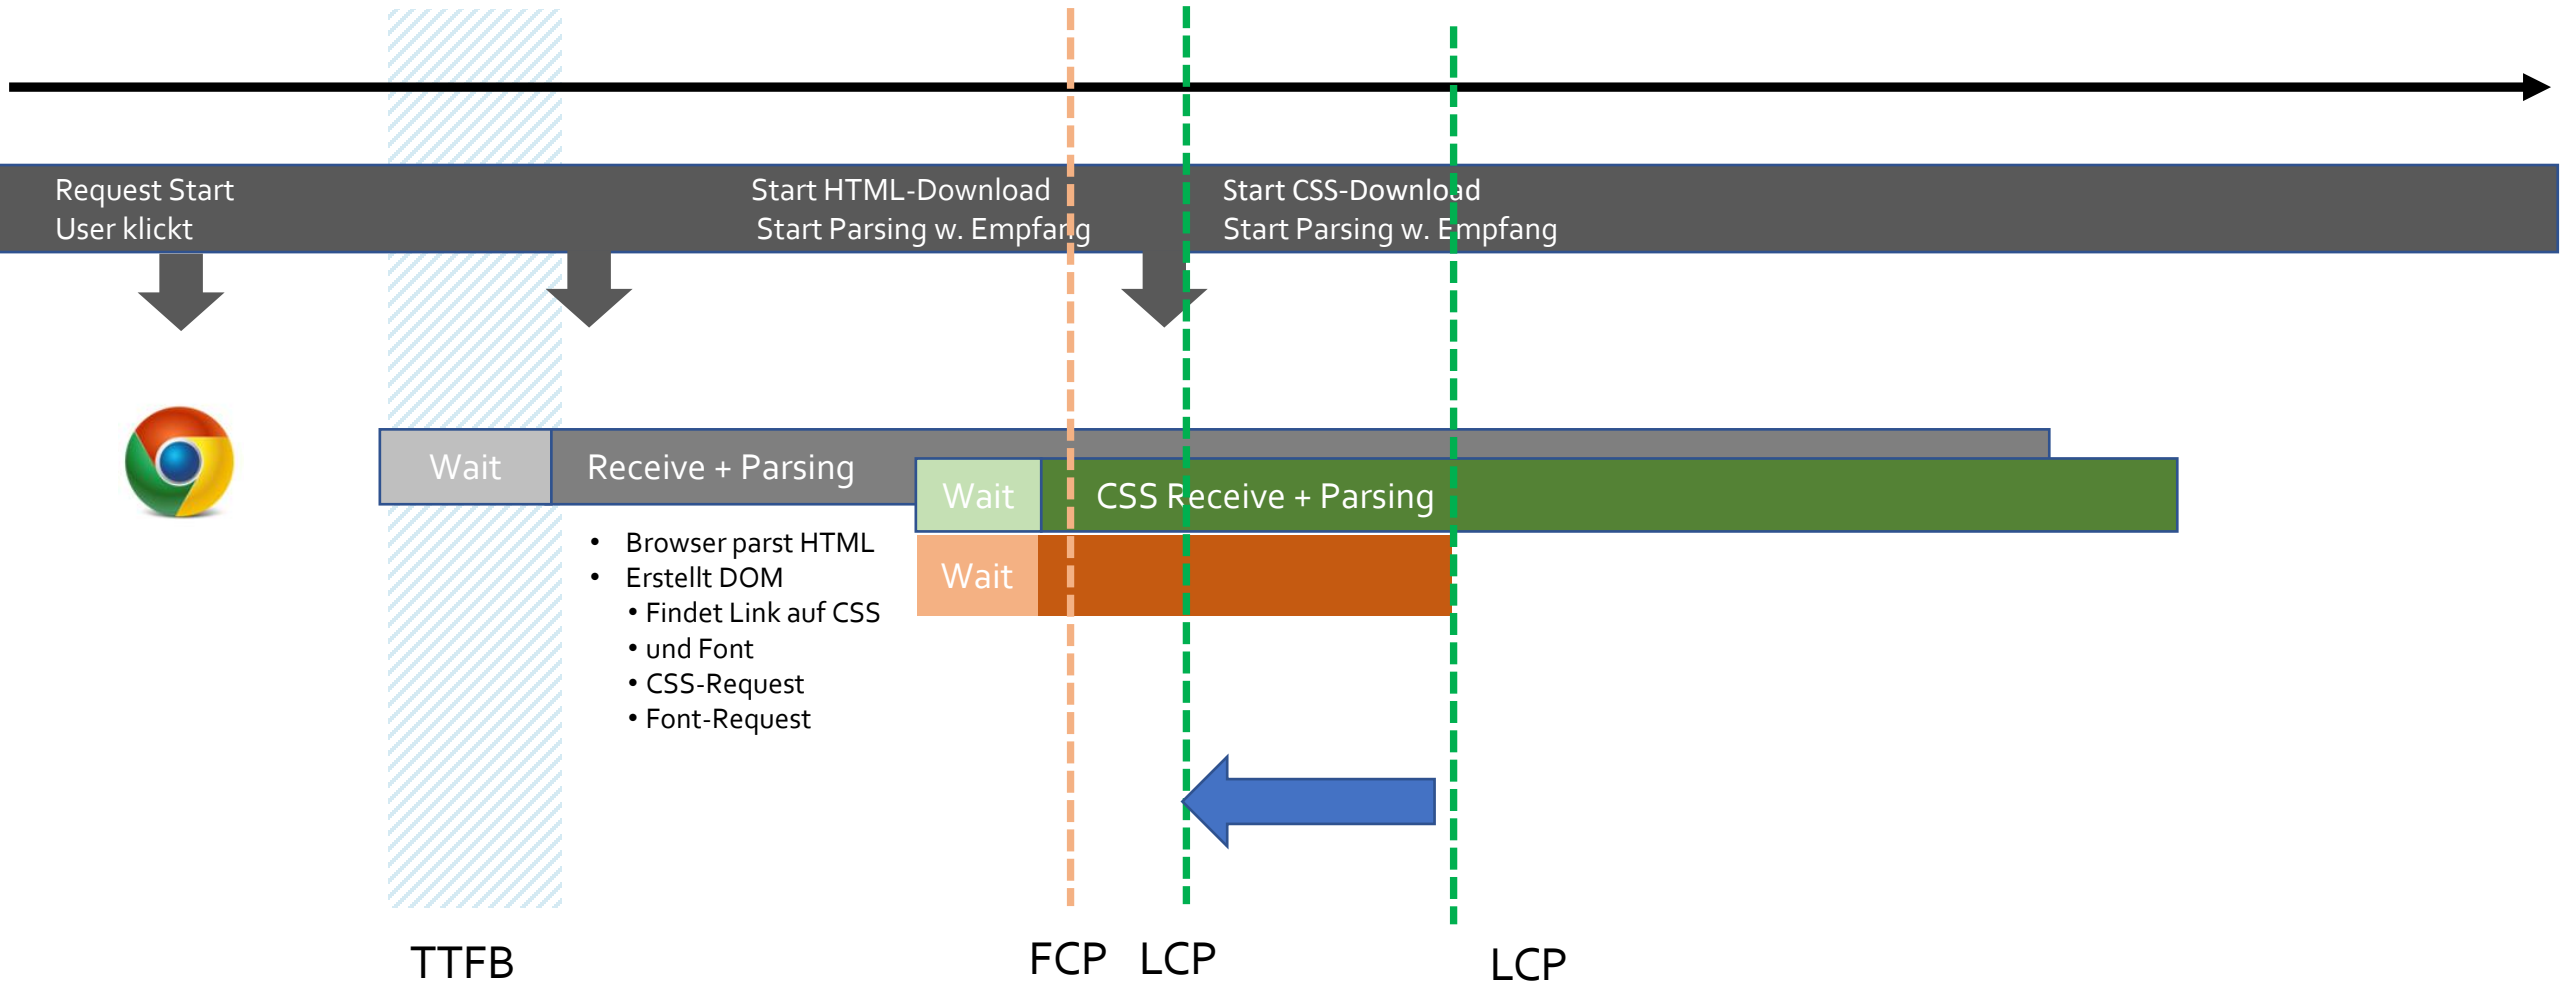 Request Start
User klickt
Start HTML-Download
Start Parsing w. Empfang
Start CSS-Download
Start Parsing w. Empfang
Wait
Receive + Parsing
Wait
CSS Receive + Parsing
Wait
• Browser parst HTML
• Erstellt DOM
• Findet Link auf CSS
• und Font
• CSS-Request
• Font-Request
TTFB
FCP
LCP
LCP